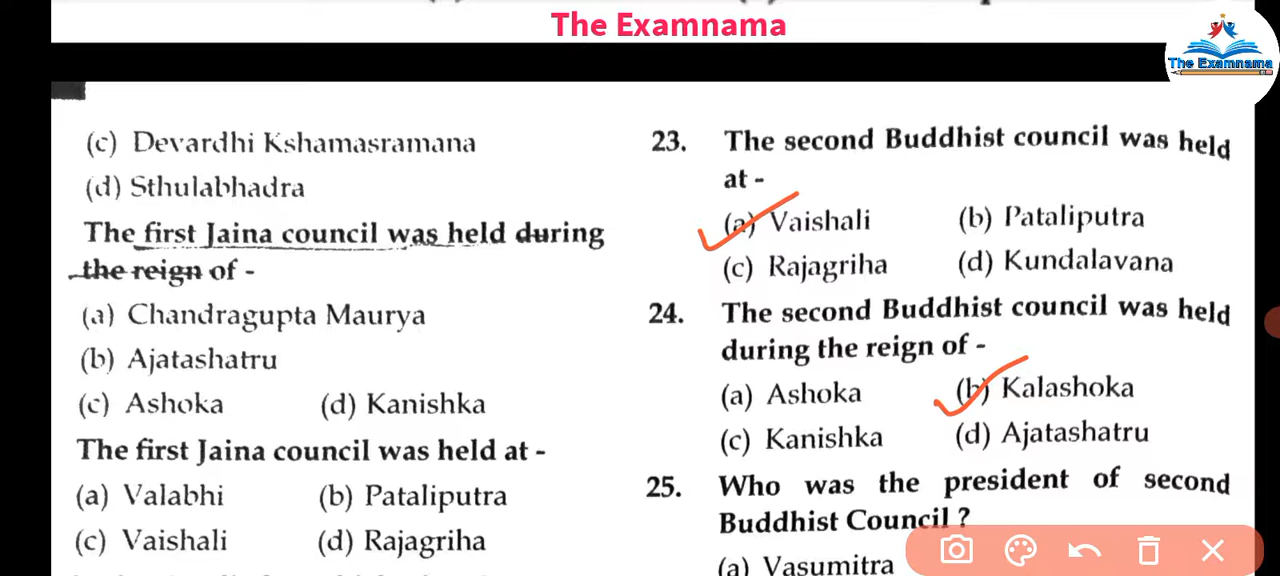 The Examnama
The Examnama
(c) Devardhi Kshamasramana
(d) Sthulabhadra
The first Jaina council was held during
the reign of -
(a) Chandragupta Maurya
(b) Ajatashatru
(c) Ashoka (d) Kanishka
The first Jaina council was held at -
(a) Valabhi (b) Pataliputra
(c) Vaishali (d) Rajagriha
23. The second Buddhist council was held
at -
(a) Vaishali (b) Pataliputra
(c) Rajagriha (d) Kundalavana
24. The second Buddhist council was held
during the reign of -
(a) Ashoka (b) Kalashoka
(c) Kanishka (d) Ajatashatru
25. Who was the president of second
Buddhist Council ?
(a) Vasumitra